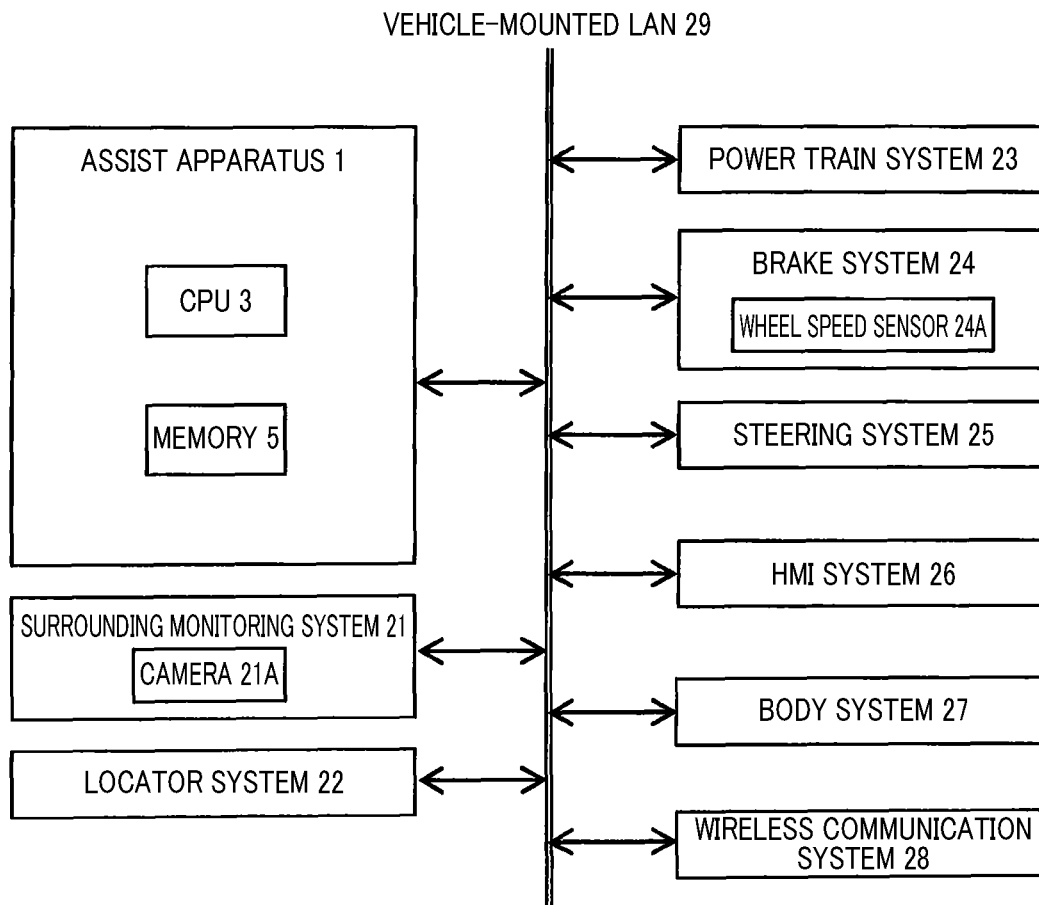 VEHICLE-MOUNTED LAN 29
ASSIST APPARATUS 1
CPU 3
MEMORY 5
SURROUNDING MONITORING SYSTEM 21
CAMERA 21A
LOCATOR SYSTEM 22
POWER TRAIN SYSTEM 23
BRAKE SYSTEM 24
WHEEL SPEED SENSOR 24A
STEERING SYSTEM 25
HMI SYSTEM 26
BODY SYSTEM 27
WIRELESS COMMUNICATION
SYSTEM 28